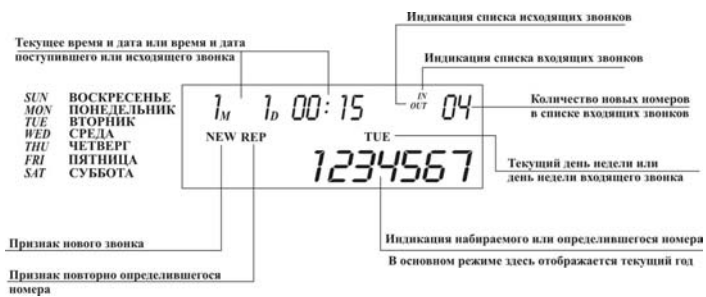 Индикация списка исходящих звонков
Текущее время и дата или время и дата
поступившего или исходящего звонка
Индикация списка входящих звонков
SUN ВОСКРЕСЕНЬЕ
MON ПОНЕДЕЛЬНИК
TUE ВТОРНИК
WED СРЕДА
THU ЧЕТВЕРГ
FRI ПЯТНИЦА
SAT СУББОТА
1M 1D 00:15 IN OUT 04
NEW REP TUE
1234567
Количество новых номеров
в списке входящих звонков
Текущий день недели или
день недели входящего звонка
Признак нового звонка
Индикация набираемого или определившегося номера
В основном режиме здесь отображается текущий год
Признак повторно определившегося
номера